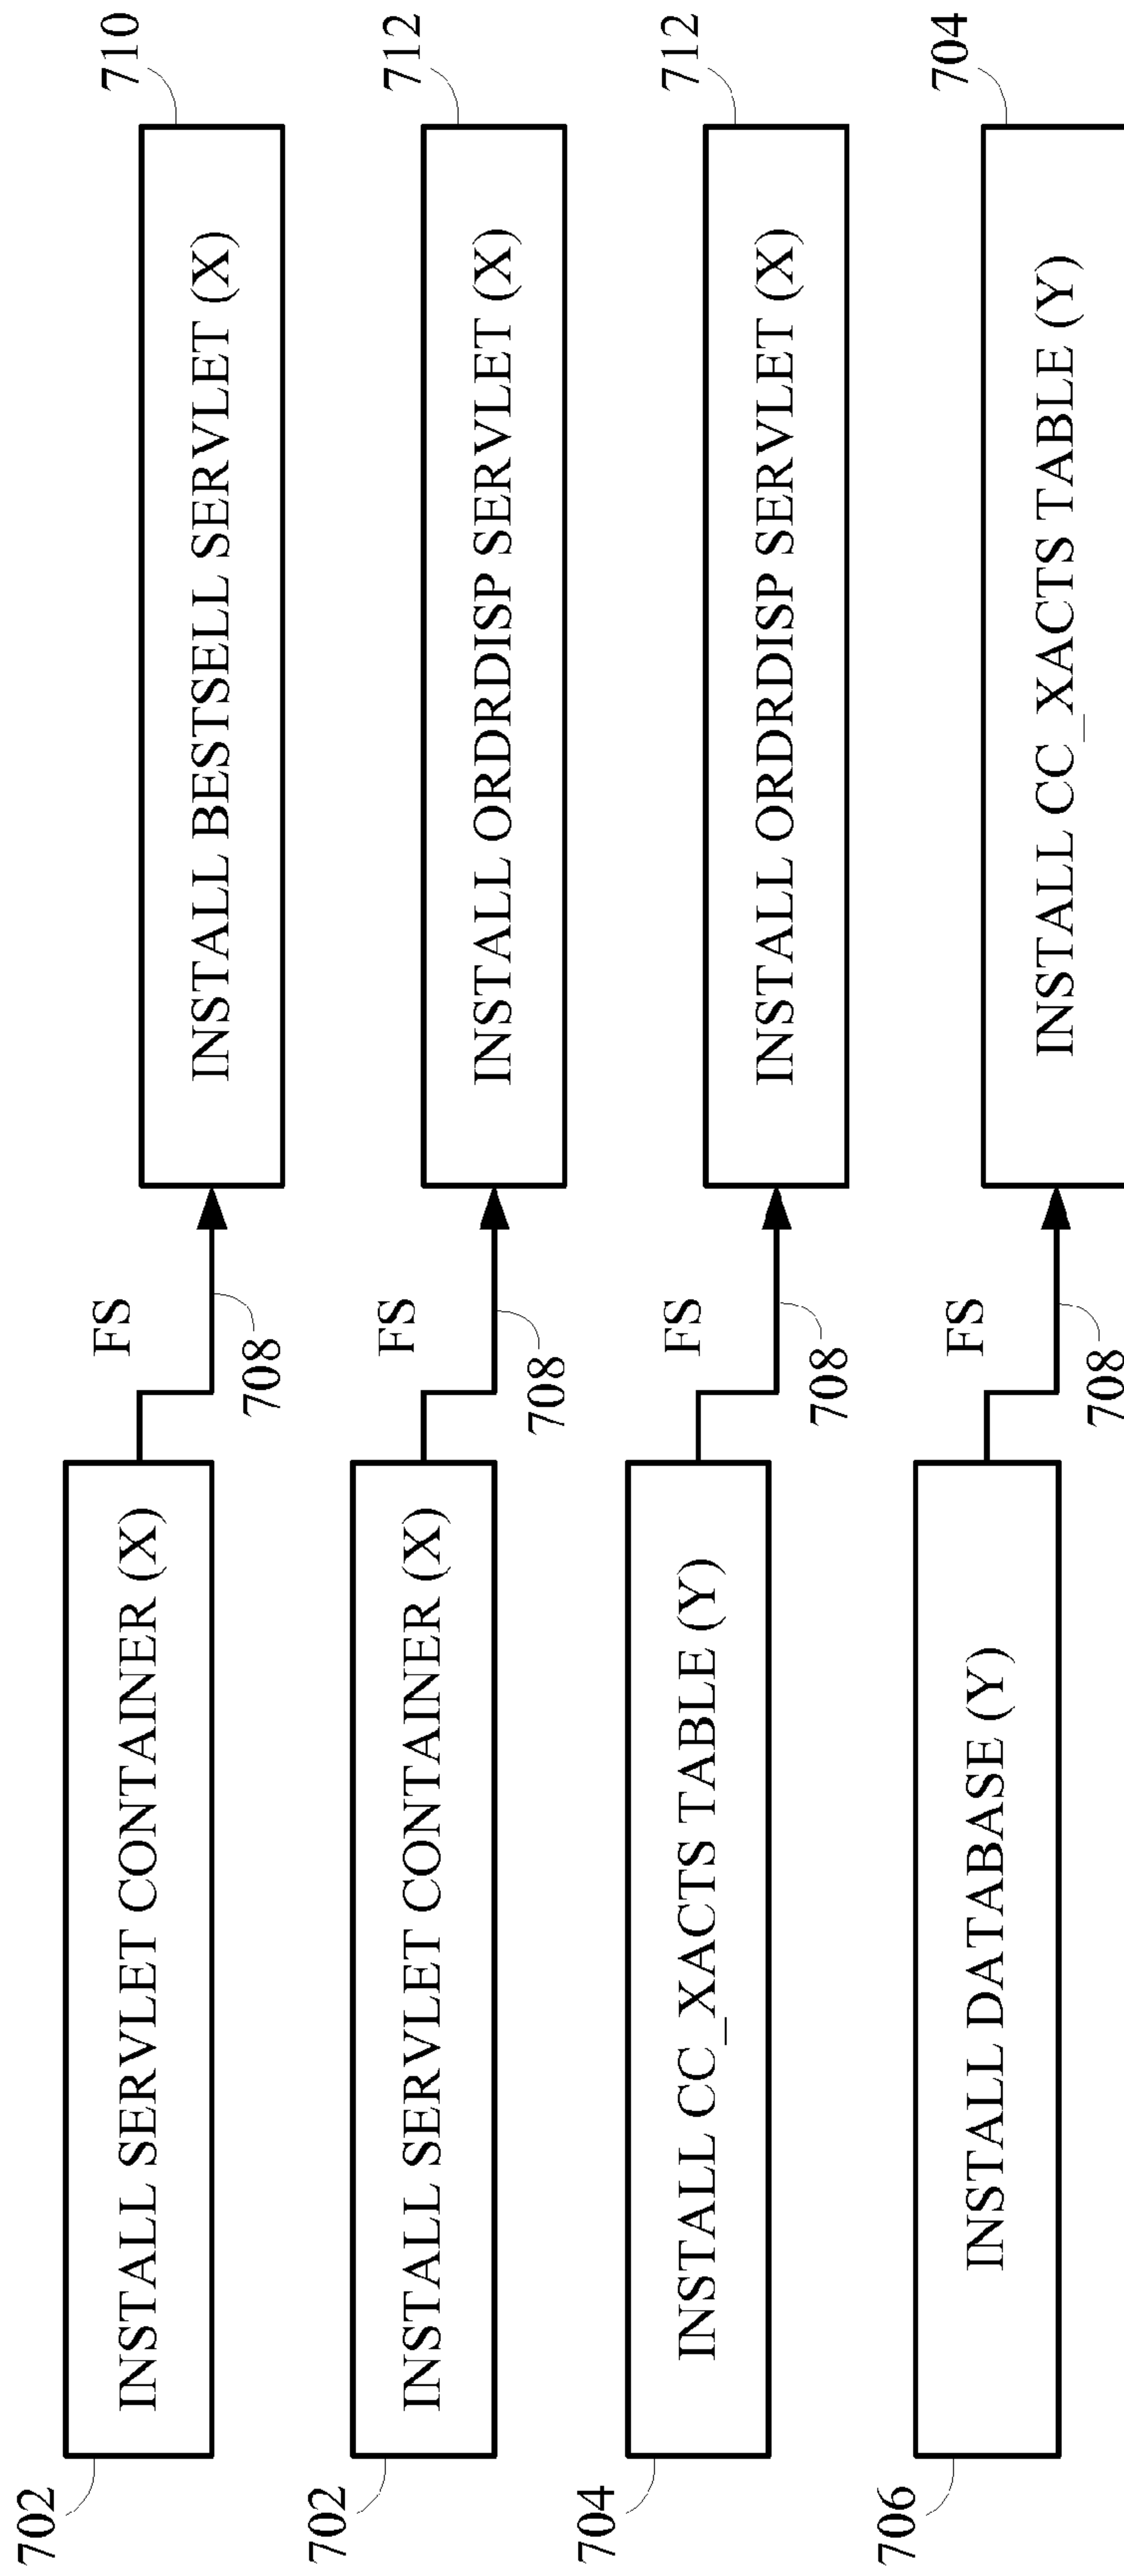 702
INSTALL SERVLET CONTAINER (X)
FS
708
INSTALL BESTSELL SERVLET (X)
710
702
INSTALL SERVLET CONTAINER (X)
FS
708
INSTALL ORDRDISP SERVLET (X)
712
704
INSTALL CC_XACTS TABLE (Y)
FS
708
INSTALL ORDRDISP SERVLET (X)
712
706
INSTALL DATABASE (Y)
FS
708
INSTALL CC_XACTS TABLE (Y)
704